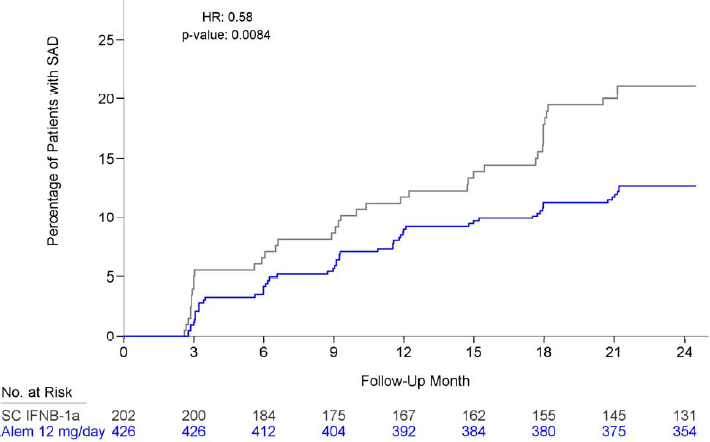 HR: 0.58
p-value: 0.0084
Percentage of Patients with SAD
25
20
15
10
5
0
0 3 6 9 12 15 18 21 24
Follow-Up Month
No. at Risk
SC IFNB-1a 202 200 184 175 167 162 155 145 131
Alem 12 mg/day 426 426 412 404 392 384 380 375 354